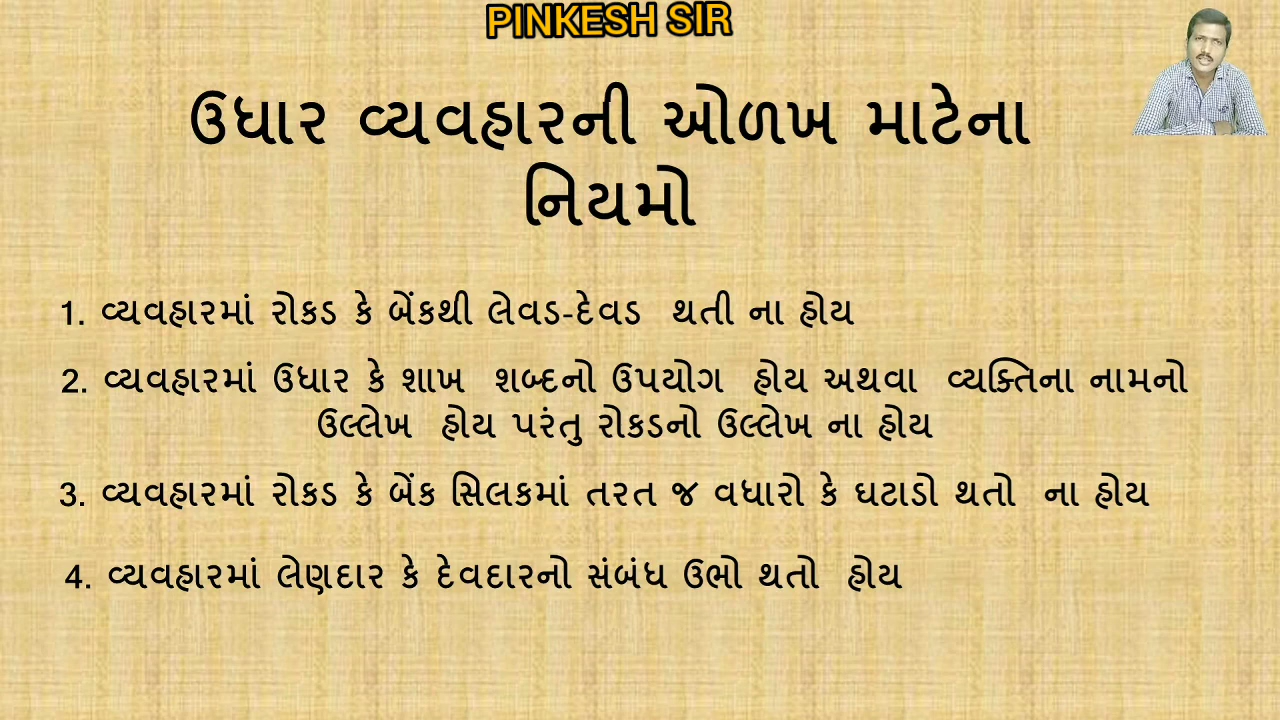 PINKESH SIR
ઉધાર વ્યવહારની ઓળખ માટેના
નિયમો
1. વ્યવહારમાં રોકડ કે બેંકથી લેવડ-દેવડ થતી ના હોય
2. વ્યવહારમાં ઉધાર કે શાખ શબ્દનો ઉપયોગ હોય અથવા વ્યક્તિના નામનો
ઉલ્લેખ હોય પરંતુ રોકડનો ઉલ્લેખ ના હોય
3. વ્યવહારમાં રોકડ કે બેંક સિલકમાં તરત જ વધારો કે ઘટાડો થતો ના હોય
4. વ્યવહારમાં લેણદાર કે દેવદારનો સંબંધ ઉભો થતો હોય